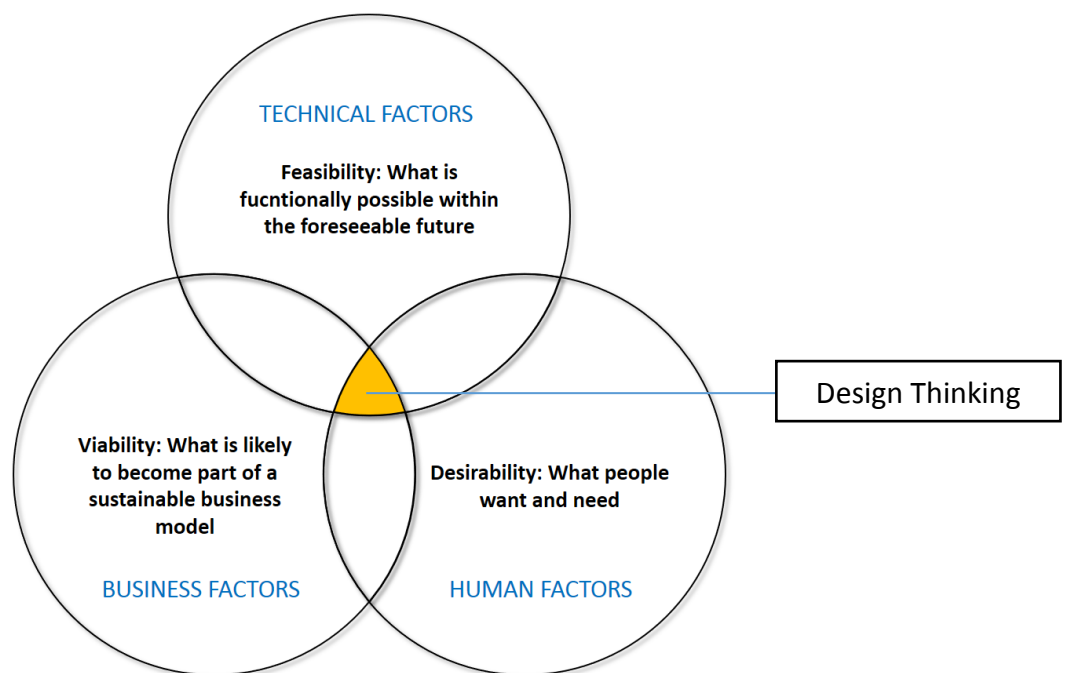 TECHNICAL FACTORS
Feasibility: What is
fucntionally possible within
the foreseeable future
Design Thinking
Viability: What is likely
to become part of a
sustainable business
model
Desirability: What people
want and need
BUSINESS FACTORS
HUMAN FACTORS